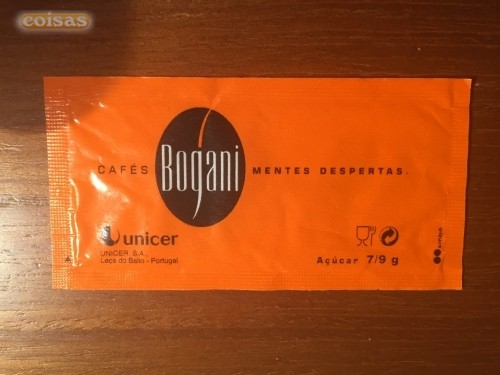 coisas
CAFÉS Bogani MENTES DESPERTAS.
unicer
UNICER, S.A.
Leça do Balio - Portugal
Açúcar 7/9 g